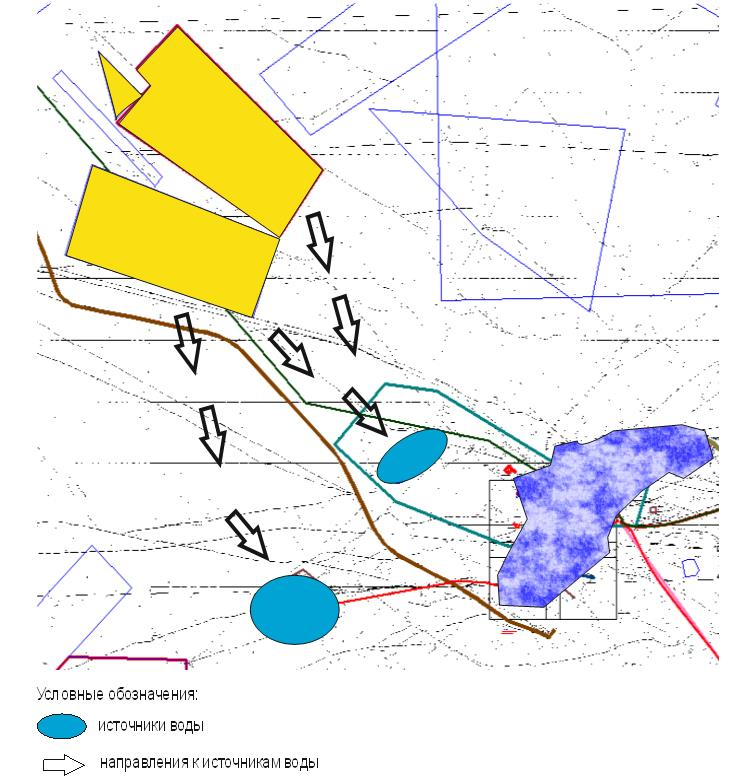 Условные обозначения:
источники воды
направления к источникам воды